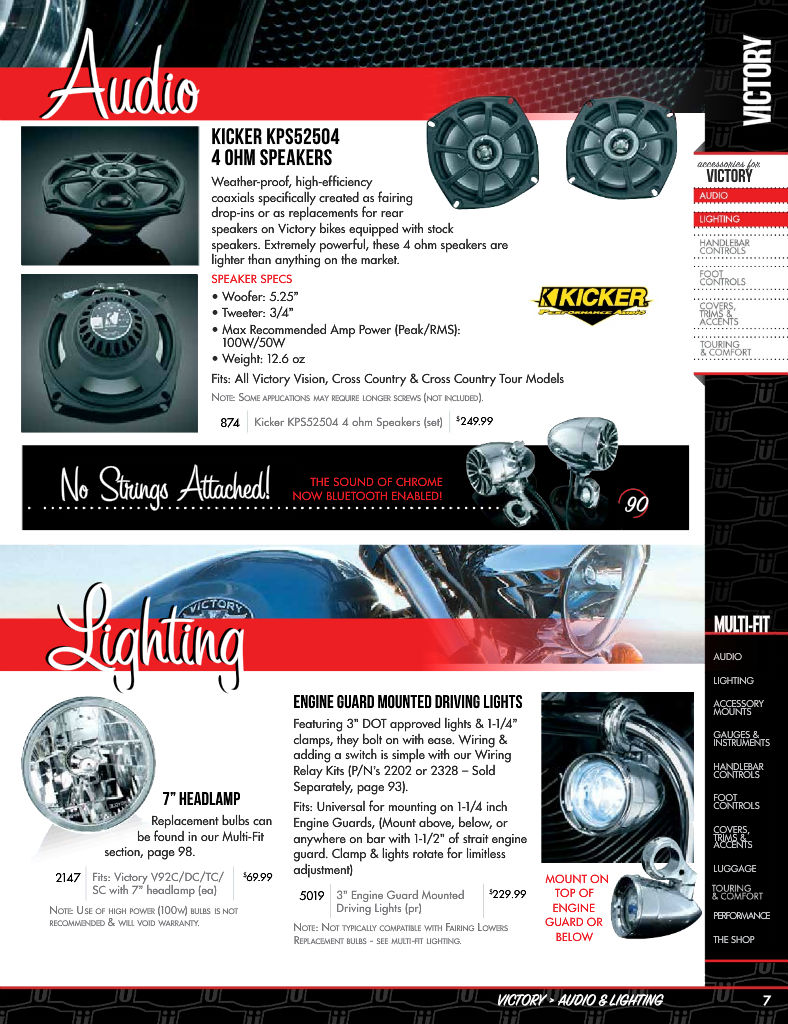 Audio
KICKER KPS52504
4 OHM SPEAKERS
Weather-proof, high-efficiency
coaxials specifically created as fairing
drop-ins or as replacements for rear
speakers on Victory bikes equipped with stock
speakers. Extremely powerful, these 4 ohm speakers are
lighter than anything on the market.
SPEAKER SPECS
• Woofer: 5.25"
• Tweeter: 3/4"
• Max Recommended Amp Power (Peak/RMS):
100W/50W
• Weight: 12.6 oz
Fits: All Victory Vision, Cross Country & Cross Country Tour Models
NOTE: SOME APPLICATIONS MAY REQUIRE LONGER SCREWS (NOT INCLUDED).
874 Kicker KPS52504 4 ohm Speakers (set) $249.99
KICKER
PERFORMANCE AUDIO
No Strings Attached!
THE SOUND OF CHROME
NOW BLUETOOTH ENABLED!
90
VICTORY
Lighting
7" HEADLAMP
Replacement bulbs can
be found in our Multi-Fit
section, page 98.
2147 Fits: Victory V92C/DC/TC/ $69.99
SC with 7" headlamp (ea)
NOTE: USE OF HIGH POWER (100W) BULBS IS NOT
RECOMMENDED & WILL VOID WARRANTY.
ENGINE GUARD MOUNTED DRIVING LIGHTS
Featuring 3" DOT approved lights & 1-1/4"
clamps, they bolt on with ease. Wiring &
adding a switch is simple with our Wiring
Relay Kits (P/N's 2202 or 2328 – Sold
Separately, page 93).
Fits: Universal for mounting on 1-1/4 inch
Engine Guards, (Mount above, below, or
anywhere on bar with 1-1/2" of strait engine
guard. Clamp & lights rotate for limitless
adjustment)
5019 3" Engine Guard Mounted $229.99
Driving Lights (pr)
NOTE: NOT TYPICALLY COMPATIBLE WITH FAIRING LOWERS
REPLACEMENT BULBS - SEE MULTI-FIT LIGHTING.
MOUNT ON
TOP OF
ENGINE
GUARD OR
BELOW
VICTORY
accessories for
VICTORY
AUDIO
LIGHTING
HANDLEBAR
CONTROLS
FOOT
CONTROLS
COVERS,
TRIMS &
ACCENTS
TOURING
& COMFORT
MULTI-FIT
AUDIO
LIGHTING
ACCESSORY
MOUNTS
GAUGES &
INSTRUMENTS
HANDLEBAR
CONTROLS
FOOT
CONTROLS
COVERS,
TRIMS &
ACCENTS
LUGGAGE
TOURING
& COMFORT
PERFORMANCE
THE SHOP
VICTORY > AUDIO & LIGHTING 7